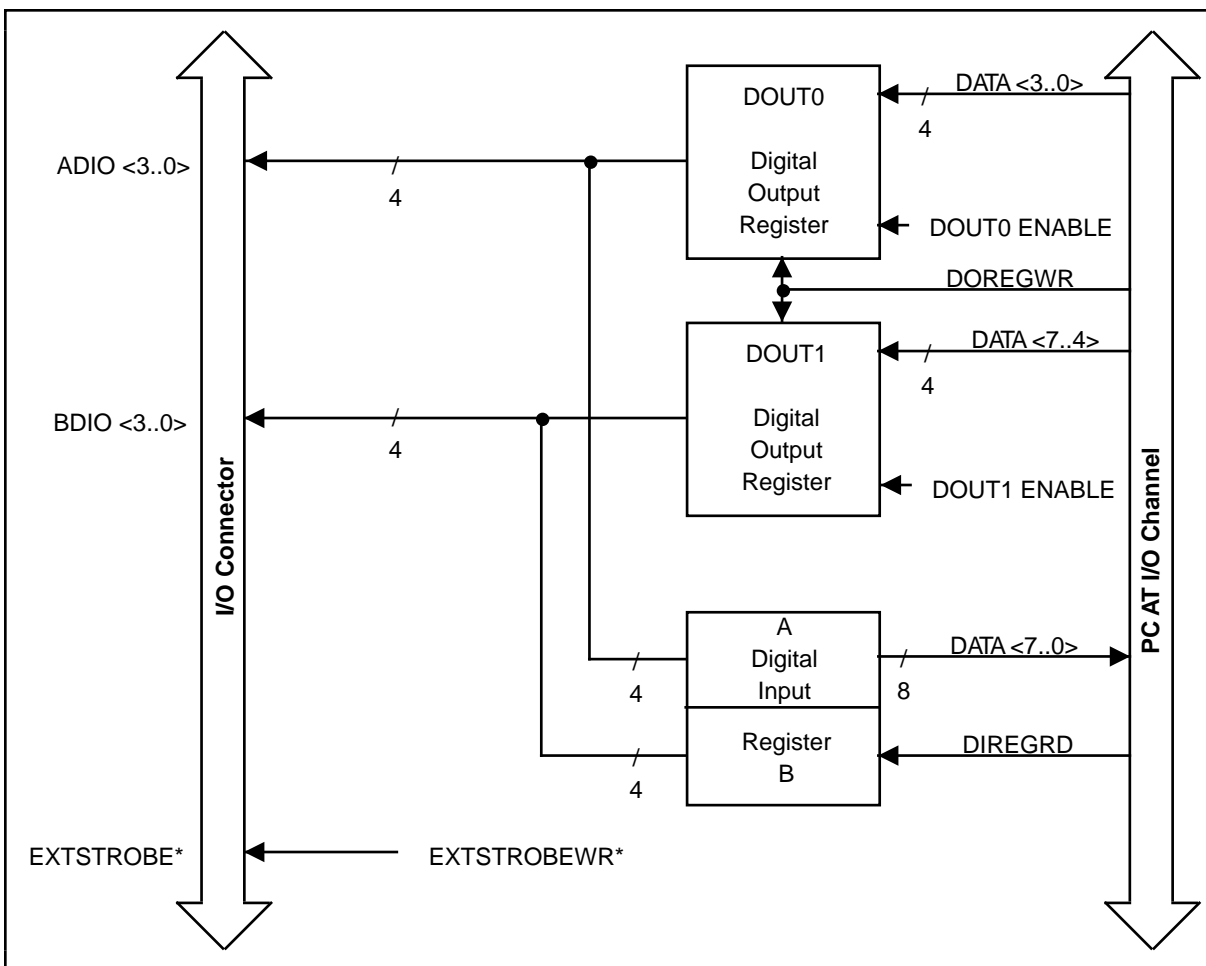 DOUT0
DATA <3..0>
4
ADIO <3..0>
4
Digital
Output
Register
DOUT0 ENABLE
DOREGWR
DOUT1
DATA <7..4>
4
BDIO <3..0>
4
Digital
Output
Register
DOUT1 ENABLE
I/O Connector
PC AT I/O Channel
A
Digital
Input
4
DATA <7..0>
8
Register
B
4
DIREGRD
EXTSTROBE*
EXTSTROBEWR*